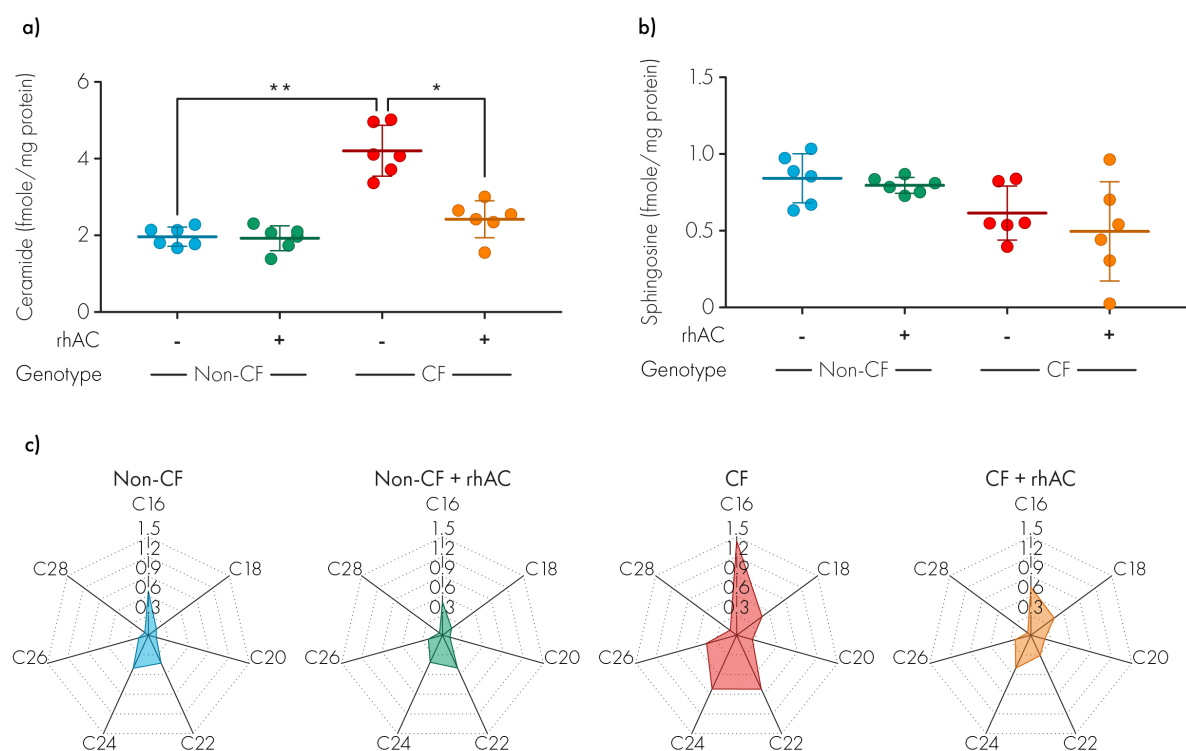 a)
Ceramide (fmole/mg protein)
6
4
2
0
** *
rhAC - + - +
Genotype Non-CF CF
b)
Sphingosine (fmole/mg protein)
1.5
1.0
0.5
0
rhAC - + - +
Genotype Non-CF CF
c)
Non-CF
C16
1.5
1.2
0.9
0.6
0.3
C18
C20
C22
C24
C26
C28
Non-CF + rhAC
C16
1.5
1.2
0.9
0.6
0.3
C18
C20
C22
C24
C26
C28
CF
C16
1.5
1.2
0.9
0.6
0.3
C18
C20
C22
C24
C26
C28
CF + rhAC
C16
1.5
1.2
0.9
0.6
0.3
C18
C20
C22
C24
C26
C28